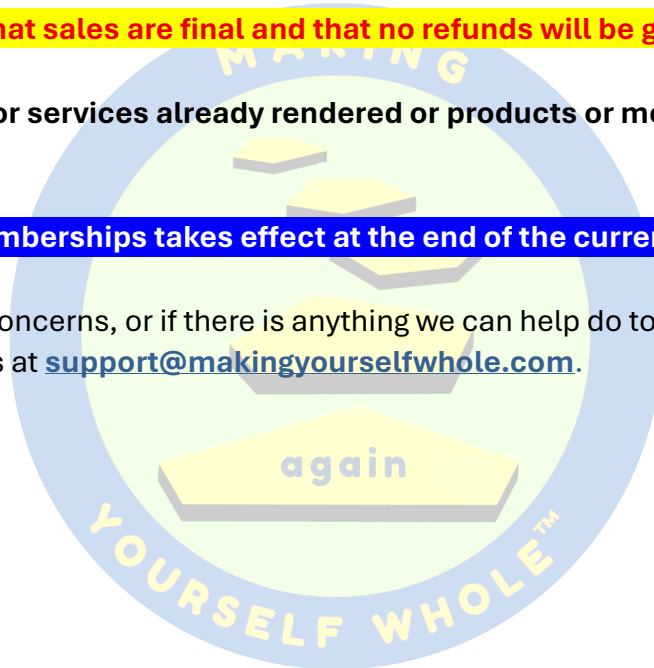 hat sales are final and that no refunds will be g
MAKING
or services already rendered or products or me
mberships takes effect at the end of the curre
oncerns, or if there is anything we can help do to
s at support@makingyourselfwhole.com.
again
YOURSELF WHOLE™